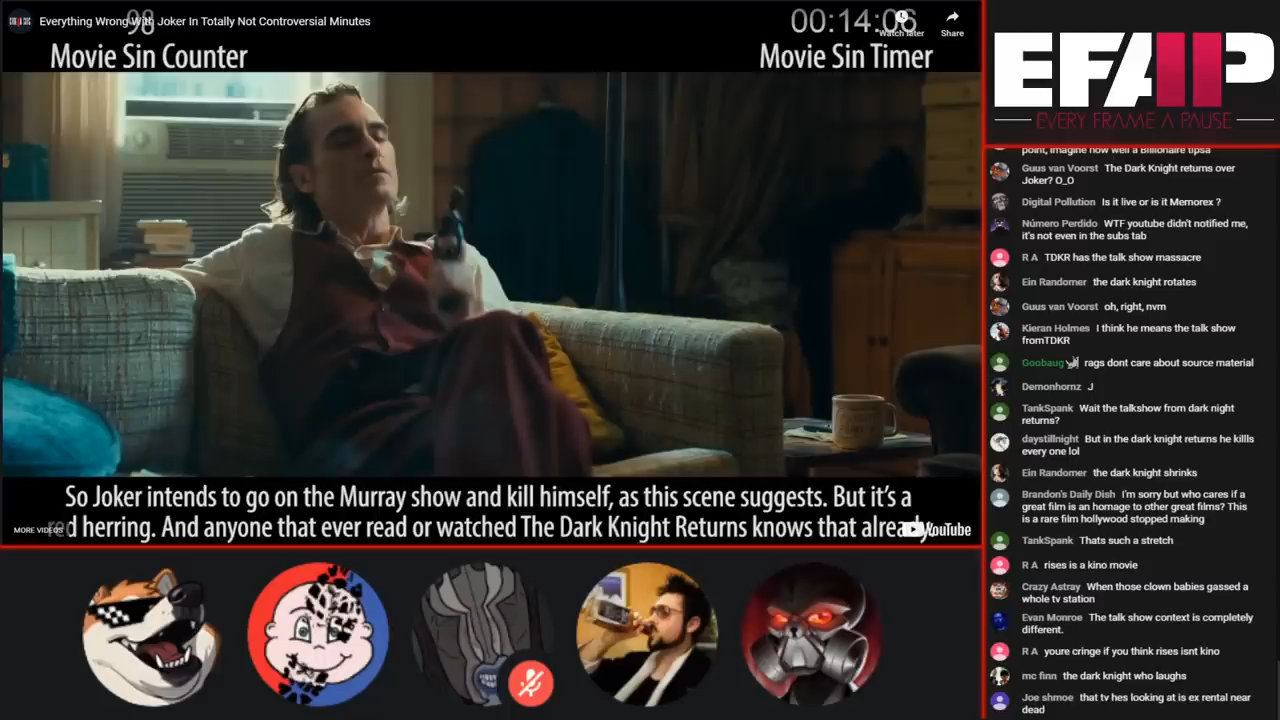 Everything Wrong With Joker In Totally Not Controversial Minutes
98
Movie Sin Counter
00:14:06
Movie Sin Timer
Watch later
Share
So Joker intends to go on the Murray show and kill himself, as this scene suggests. But it's a
red herring. And anyone that ever read or watched The Dark Knight Returns knows that already.
MORE VIDEOS
YouTube
EFAP
EVERY FRAME A PAUSE
point, imagine how well a Billionaire tipsa
Guus van Voorst The Dark Knight returns over
Joker? O_O
Digital Pollution Is it live or is it Memorex ?
Número Perdido WTF youtube didn't notified me,
it's not even in the subs tab
R A TDKR has the talk show massacre
Ein Randomer the dark knight rotates
Guus van Voorst oh, right, nvm
Kieran Holmes I think he means the talk show
fromTDKR
Goobaug rags dont care about source material
Demonhornz J
TankSpank Wait the talkshow from dark night
returns?
daystillnight But in the dark knight returns he killls
every one lol
Ein Randomer the dark knight shrinks
Brandon's Daily Dish I'm sorry but who cares if a
great film is an homage to other great films? This
is a rare film hollywood stopped making
TankSpank Thats such a stretch
R A rises is a kino movie
Crazy Astray When those clown babies gassed a
whole tv station
Evan Monroe The talk show context is completely
different.
R A youre cringe if you think rises isnt kino
mc finn the dark knight who laughs
Joe shmoe that tv hes looking at is ex rental near
dead